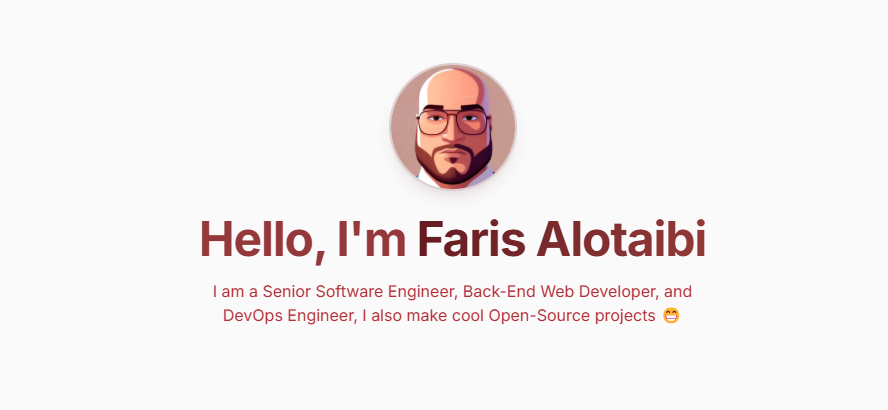 Hello, I'm Faris Alotaibi
I am a Senior Software Engineer, Back-End Web Developer, and
DevOps Engineer, I also make cool Open-Source projects 😁